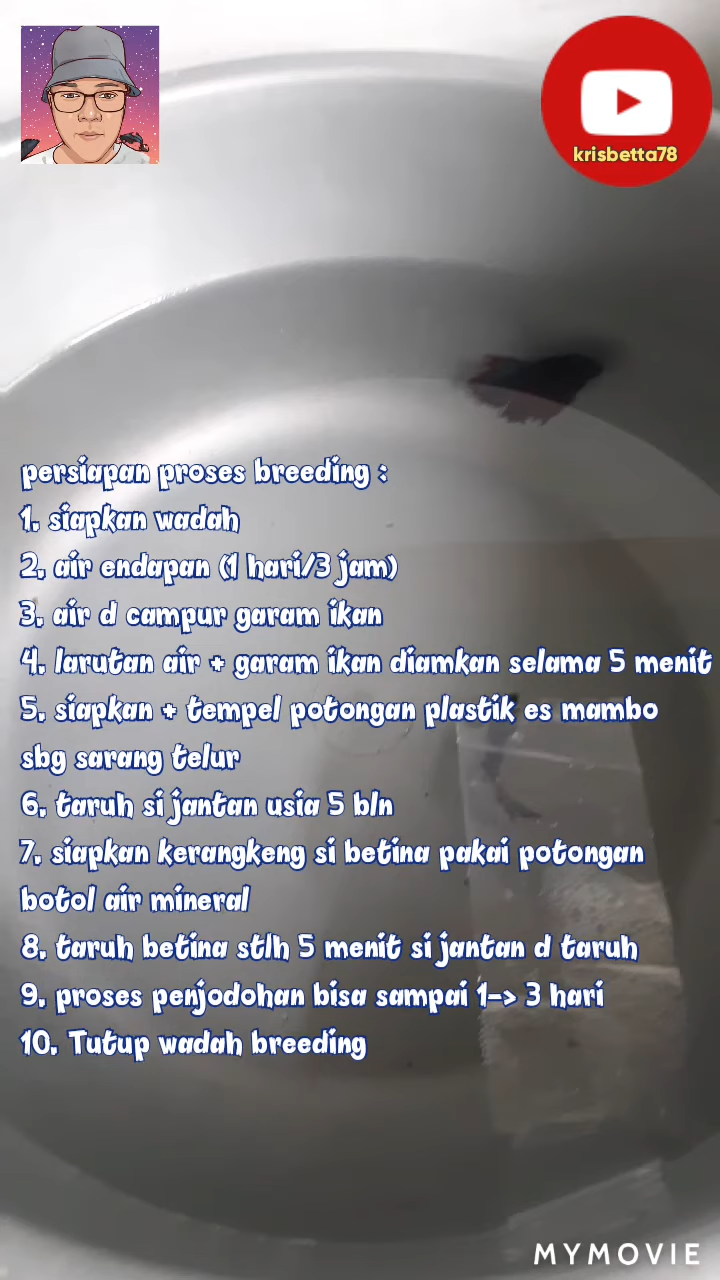 krisbetta78
persiapan proses breeding :
1. siapkan wadah
2. air endapan (1 hari/3 jam)
3. air d campur garam ikan
4. larutan air + garam ikan diamkan selama 5 menit
5. siapkan + tempel potongan plastik es mambo
sbg sarang telur
6. taruh si jantan usia 5 bln
7. siapkan kerangkeng si betina pakai potongan
botol air mineral
8. taruh betina stlh 5 menit si jantan d taruh
9. proses penjodohan bisa sampai 1-> 3 hari
10. Tutup wadah breeding
MYMOVIE